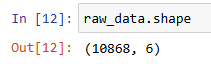 In [12]: raw_data.shape
Out[12]: (10868, 6)